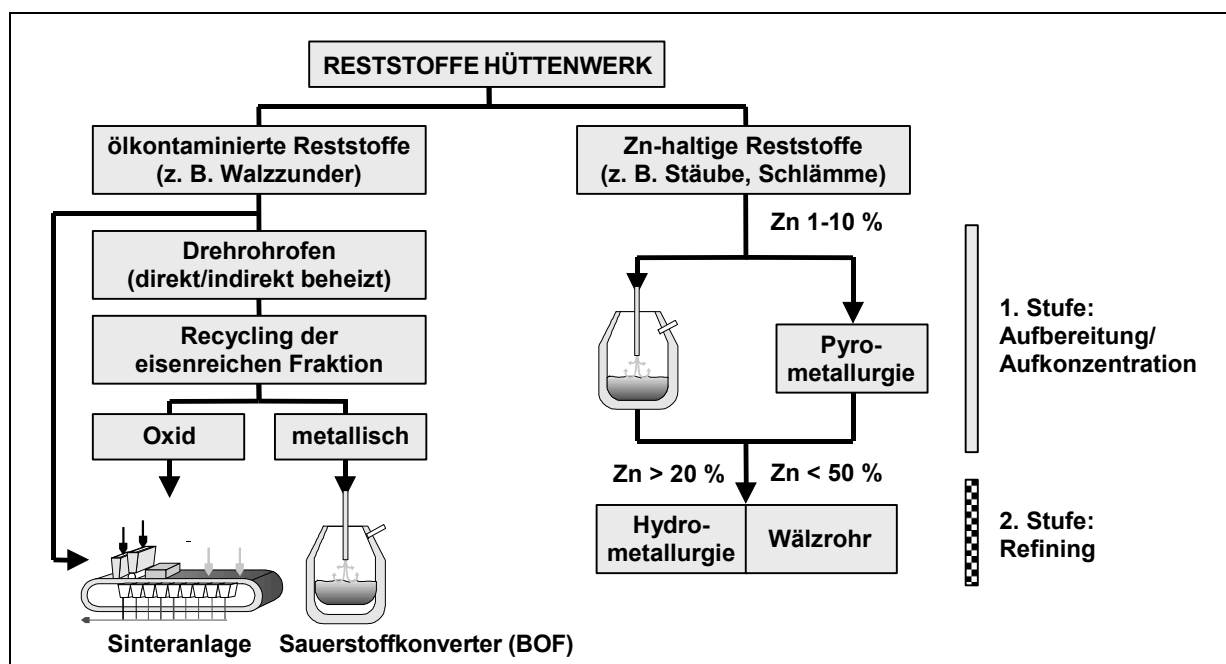 RESTSTOFFE HÜTTENWERK
ölkontaminierte Reststoffe
(z. B. Walzzunder)
Zn-haltige Reststoffe
(z. B. Stäube, Schlämme)
Zn 1-10 %
Drehrohrofen
(direkt/indirekt beheizt)
Recycling der
eisenreichen Fraktion
Oxid
metallisch
Pyro-
metallurgie
1. Stufe:
Aufbereitung/
Aufkonzentration
Zn > 20 %
Zn < 50 %
Hydro-
metallurgie
Wälzrohr
2. Stufe:
Refining
Sinteranlage
Sauerstoffkonverter (BOF)